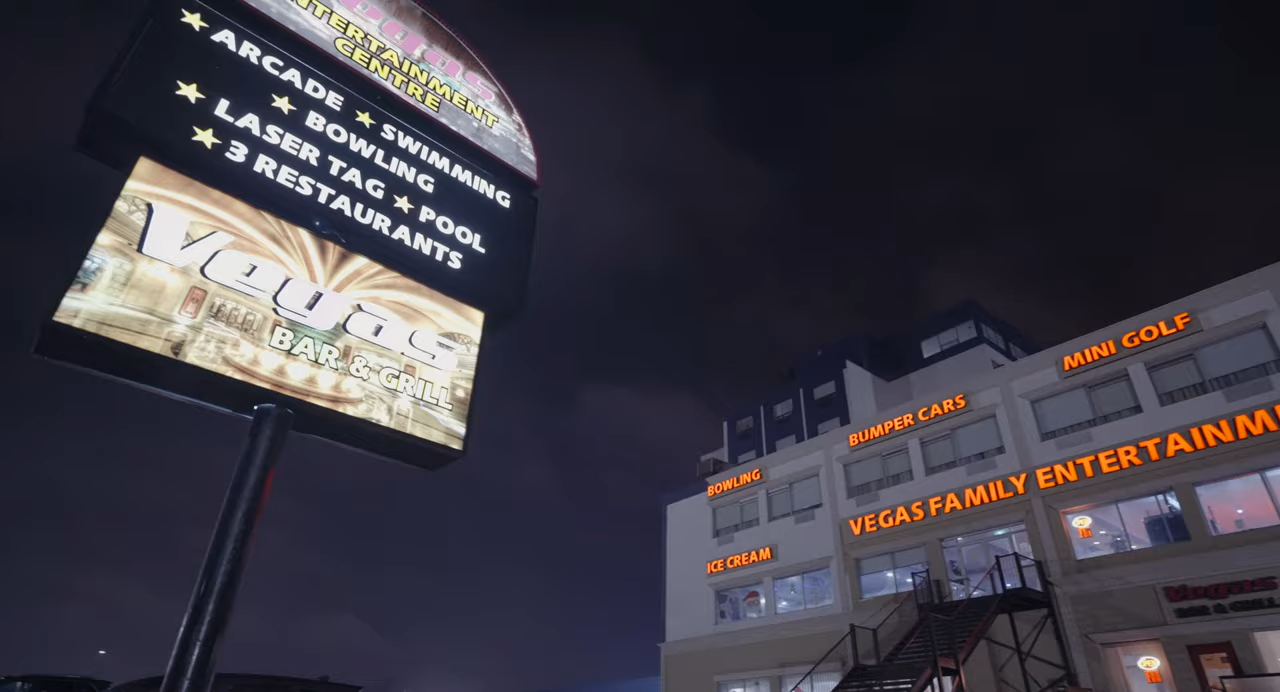 Vegas
ENTERTAINMENT
CENTRE
ARCADE
SWIMMING
BOWLING
LASER TAG
POOL
3 RESTAURANTS
Vegas
BAR & GRILL
MINI GOLF
BUMPER CARS
BOWLING
VEGAS FAMILY ENTERTAINM
ICE CREAM
Vegas
BAR & GRILL